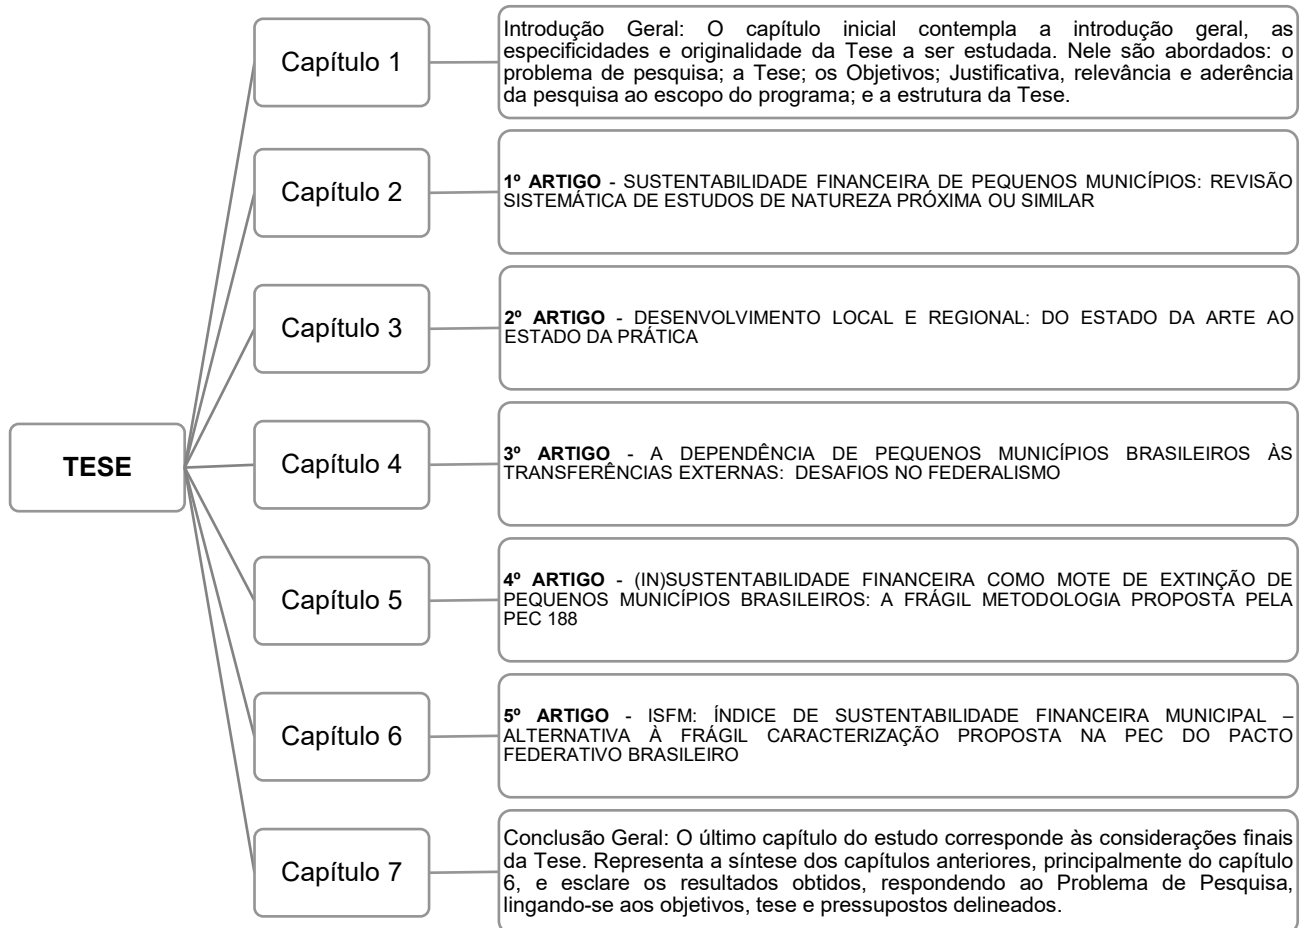 Capítulo 1
Introdução Geral: O capítulo inicial contempla a introdução geral, as
especificidades e originalidade da Tese a ser estudada. Nele são abordados: o
problema de pesquisa; a Tese; os Objetivos; Justificativa, relevância e aderência
da pesquisa ao escopo do programa; e a estrutura da Tese.
Capítulo 2
1º ARTIGO - SUSTENTABILIDADE FINANCEIRA DE PEQUENOS MUNICÍPIOS: REVISÃO
SISTEMÁTICA DE ESTUDOS DE NATUREZA PRÓXIMA OU SIMILAR
Capítulo 3
2º ARTIGO - DESENVOLVIMENTO LOCAL E REGIONAL: DO ESTADO DA ARTE AO
ESTADO DA PRÁTICA
TESE
Capítulo 4
3º ARTIGO - A DEPENDÊNCIA DE PEQUENOS MUNICÍPIOS BRASILEIROS ÀS
TRANSFERÊNCIAS EXTERNAS: DESAFIOS NO FEDERALISMO
Capítulo 5
4º ARTIGO - (IN)SUSTENTABILIDADE FINANCEIRA COMO MOTE DE EXTINÇÃO DE
PEQUENOS MUNICÍPIOS BRASILEIROS: A FRÁGIL METODOLOGIA PROPOSTA PELA
PEC 188
Capítulo 6
5º ARTIGO - ISFM: ÍNDICE DE SUSTENTABILIDADE FINANCEIRA MUNICIPAL –
ALTERNATIVA À FRÁGIL CARACTERIZAÇÃO PROPOSTA NA PEC DO PACTO
FEDERATIVO BRASILEIRO
Capítulo 7
Conclusão Geral: O último capítulo do estudo corresponde às considerações finais
da Tese. Representa a síntese dos capítulos anteriores, principalmente do capítulo
6, e esclare os resultados obtidos, respondendo ao Problema de Pesquisa,
lingando-se aos objetivos, tese e pressupostos delineados.